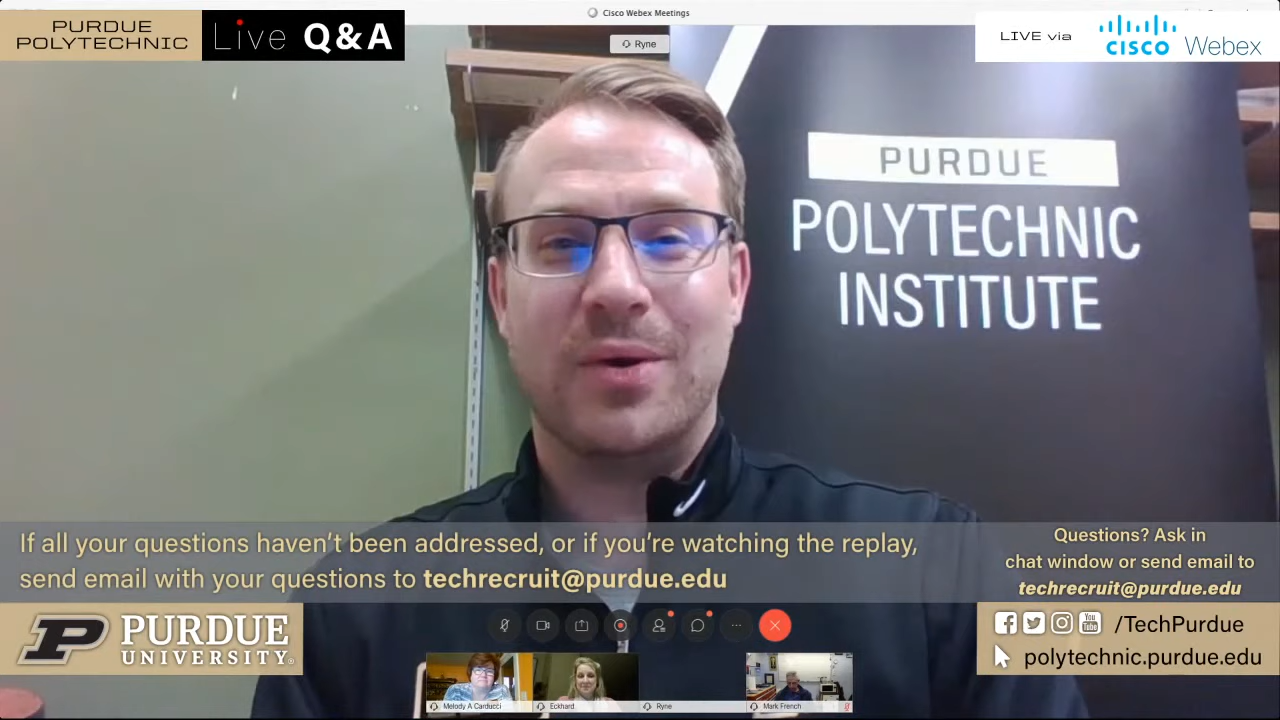 Cisco Webex Meetings
PURDUE
POLYTECHNIC
Live Q&A
Ryne
LIVE via
CISCO Webex
PURDUE
POLYTECHNIC
INSTITUTE
If all your questions haven't been addressed, or if you're watching the replay,
send email with your questions to techrecruit@purdue.edu
Questions? Ask in
chat window or send email to
techrecruit@purdue.edu
P PURDUE
UNIVERSITY®
You
Tube
/TechPurdue
polytechnic.purdue.edu
Melody A Carducci
Eckhard
Ryne
Mark French